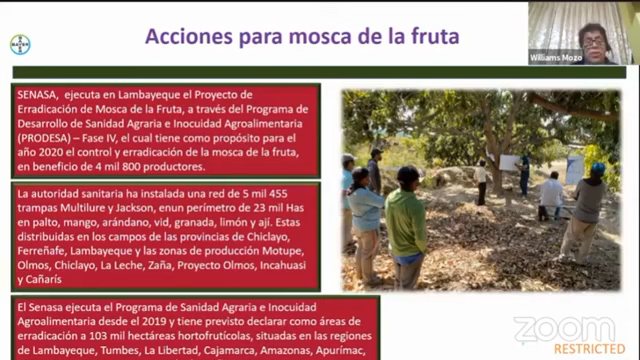 Acciones para mosca de la fruta
BAYER
Williams Mozo
SENASA, ejecuta en Lambayeque el Proyecto de
Erradicación de Mosca de la Fruta, a través del Programa de
Desarrollo de Sanidad Agraria e Inocuidad Agroalimentaria
(PRODESA) – Fase IV, el cual tiene como propósito para el
año 2020 el control y erradicación de la mosca de la fruta,
en beneficio de 4 mil 800 productores.
La autoridad sanitaria ha instalada una red de 5 mil 455
trampas Multilure y Jackson, enun perímetro de 23 mil Has
en palto, mango, arándano, vid, granada, limón y ají. Estas
distribuidas en los campos de las provincias de Chiclayo,
Ferreñafe, Lambayeque y las zonas de producción Motupe,
Olmos, Chiclayo, La Leche, Zaña, Proyecto Olmos, Incahuasi
y Cañarís
El Senasa ejecuta el Programa de Sanidad Agraria e Inocuidad
Agroalimentaria desde el 2019 y tiene previsto declarar como áreas de
erradicación a 103 mil hectáreas hortofrutícolas, situadas en las regiones
de Lambayeque, Tumbes, La Libertad, Cajamarca, Amazonas, Apurímac,
zoom
RESTRICTED